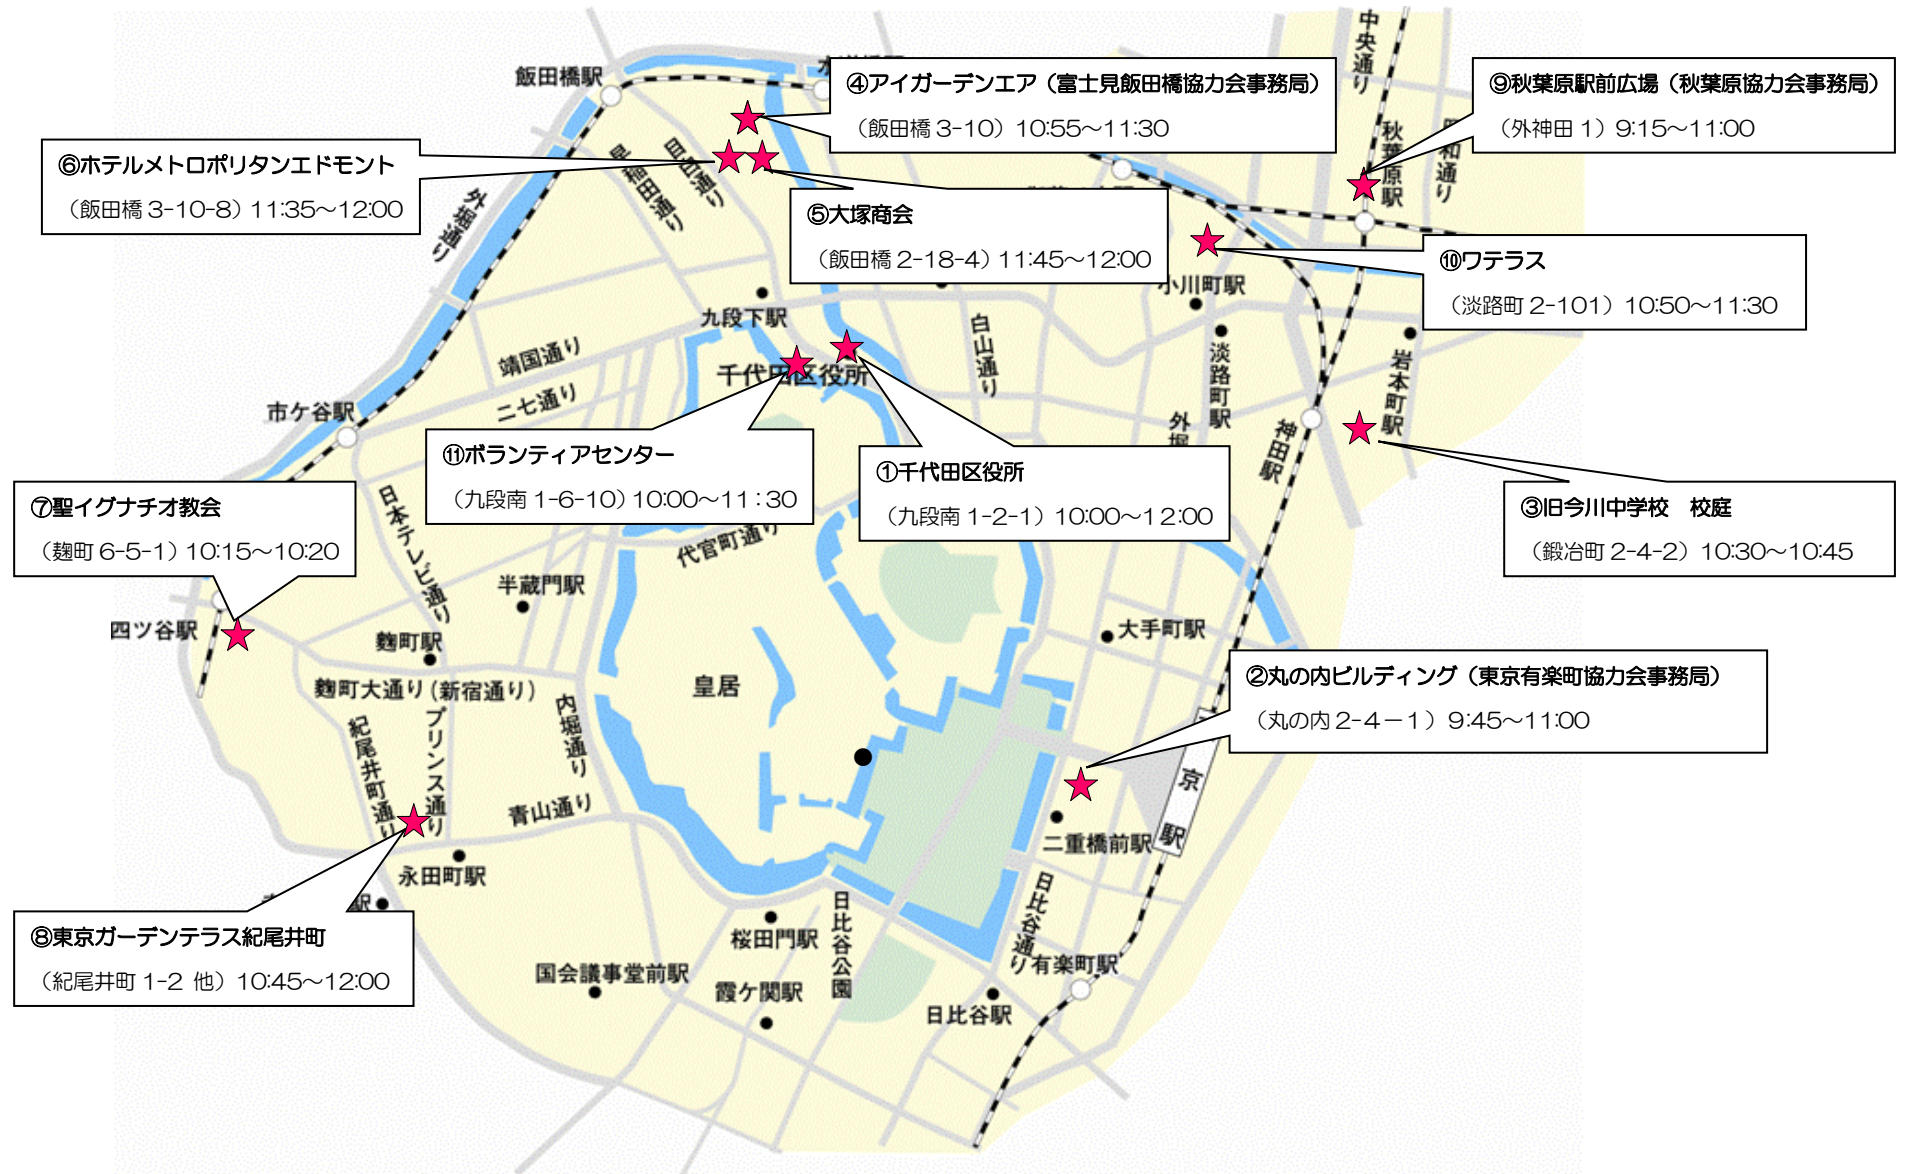 中央通り
飯田橋駅
④アイガーデンエア（富士見飯田橋協力会事務局）
（飯田橋 3-10）10:55～11:30
⑨秋葉原駅前広場（秋葉原協力会事務局）
（外神田 1）9:15～11:00
秋葉原駅
和通り
⑥ホテルメトロポリタンエドモント
（飯田橋 3-10-8）11:35～12:00
目白通り
早稲田通り
外堀通り
⑤大塚商会
（飯田橋 2-18-4）11:45～12:00
⑩ワテラス
（淡路町 2-101）10:50～11:30
小川町駅
九段下駅
白山通り
靖国通り
淡路町駅
岩本町駅
千代田区役所
二七通り
市ケ谷駅
外堀
神田駅
⑪ボランティアセンター
（九段南 1-6-10）10:00～11：30
①千代田区役所
（九段南 1-2-1）10:00～12:00
⑦聖イグナチオ教会
（麹町 6-5-1）10:15～10:20
③旧今川中学校　校庭
（鍛冶町 2-4-2）10:30～10:45
日本テレビ通り
代官町通り
半蔵門駅
四ツ谷駅
麹町駅
大手町駅
麹町大通り(新宿通り)
皇居
②丸の内ビルディング（東京有楽町協力会事務局）
（丸の内 2-4－1）9:45～11:00
内堀通り
プリンス通り
紀尾井町通り
京駅
青山通り
二重橋前駅
永田町駅
駅
日比谷通り
日比谷公園
⑧東京ガーデンテラス紀尾井町
（紀尾井町 1-2 他）10:45～12:00
桜田門駅
有楽町駅
国会議事堂前駅
霞ケ関駅
日比谷駅